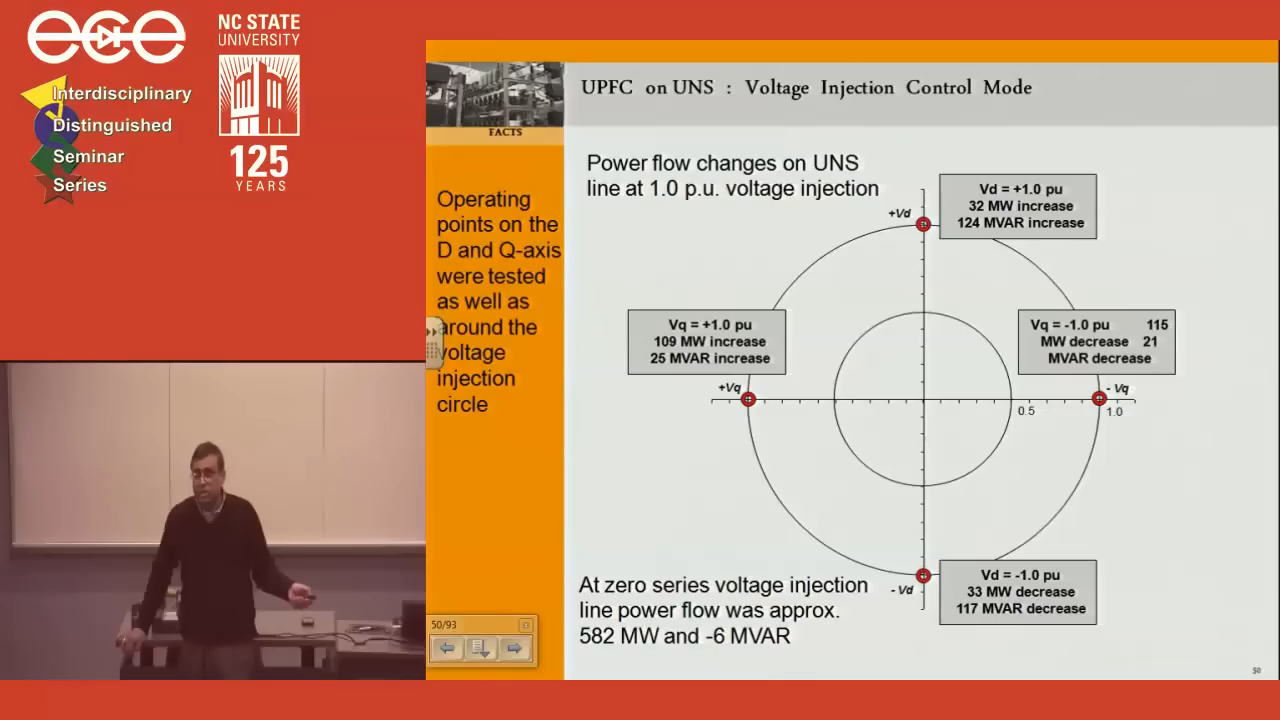 ece
NC STATE
UNIVERSITY
125
YEARS
Interdisciplinary
Distinguished
Seminar
Series
FACTS
UPFC on UNS : Voltage Injection Control Mode
Operating
points on the
D and Q-axis
were tested
as well as
around the
voltage
injection
circle
Power flow changes on UNS
line at 1.0 p.u. voltage injection
+Vd
Vd = +1.0 pu
32 MW increase
124 MVAR increase
Vq = +1.0 pu
109 MW increase
25 MVAR increase
Vq = -1.0 pu 115
MW decrease 21
MVAR decrease
+Vq
- Vq
0.5
1.0
- Vd
Vd = -1.0 pu
33 MW decrease
117 MVAR decrease
At zero series voltage injection
line power flow was approx.
582 MW and -6 MVAR
50/93
50